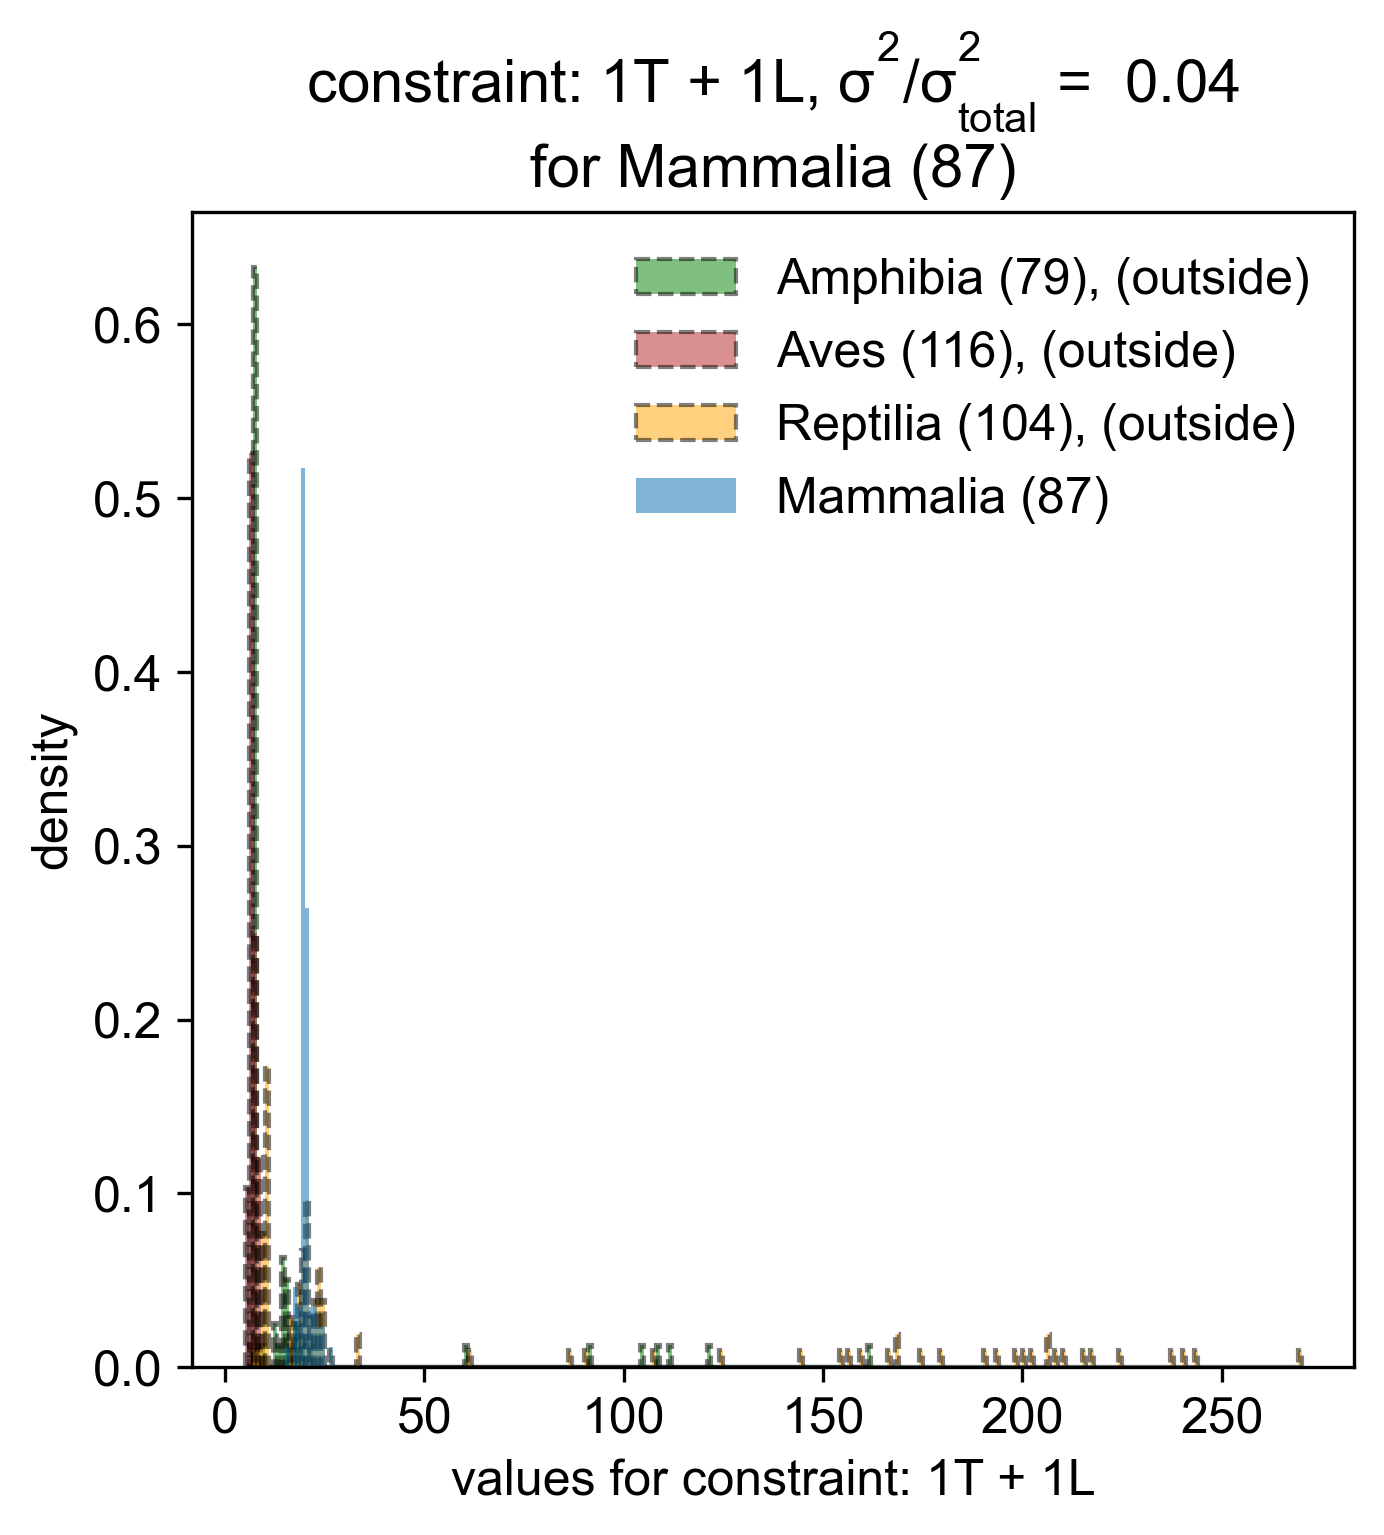 constraint: 1T + 1L, σ²/σ²total = 0.04
for Mammalia (87)
Amphibia (79), (outside)
Aves (116), (outside)
Reptilia (104), (outside)
Mammalia (87)
density
0.6
0.5
0.4
0.3
0.2
0.1
0.0
0 50 100 150 200 250
values for constraint: 1T + 1L